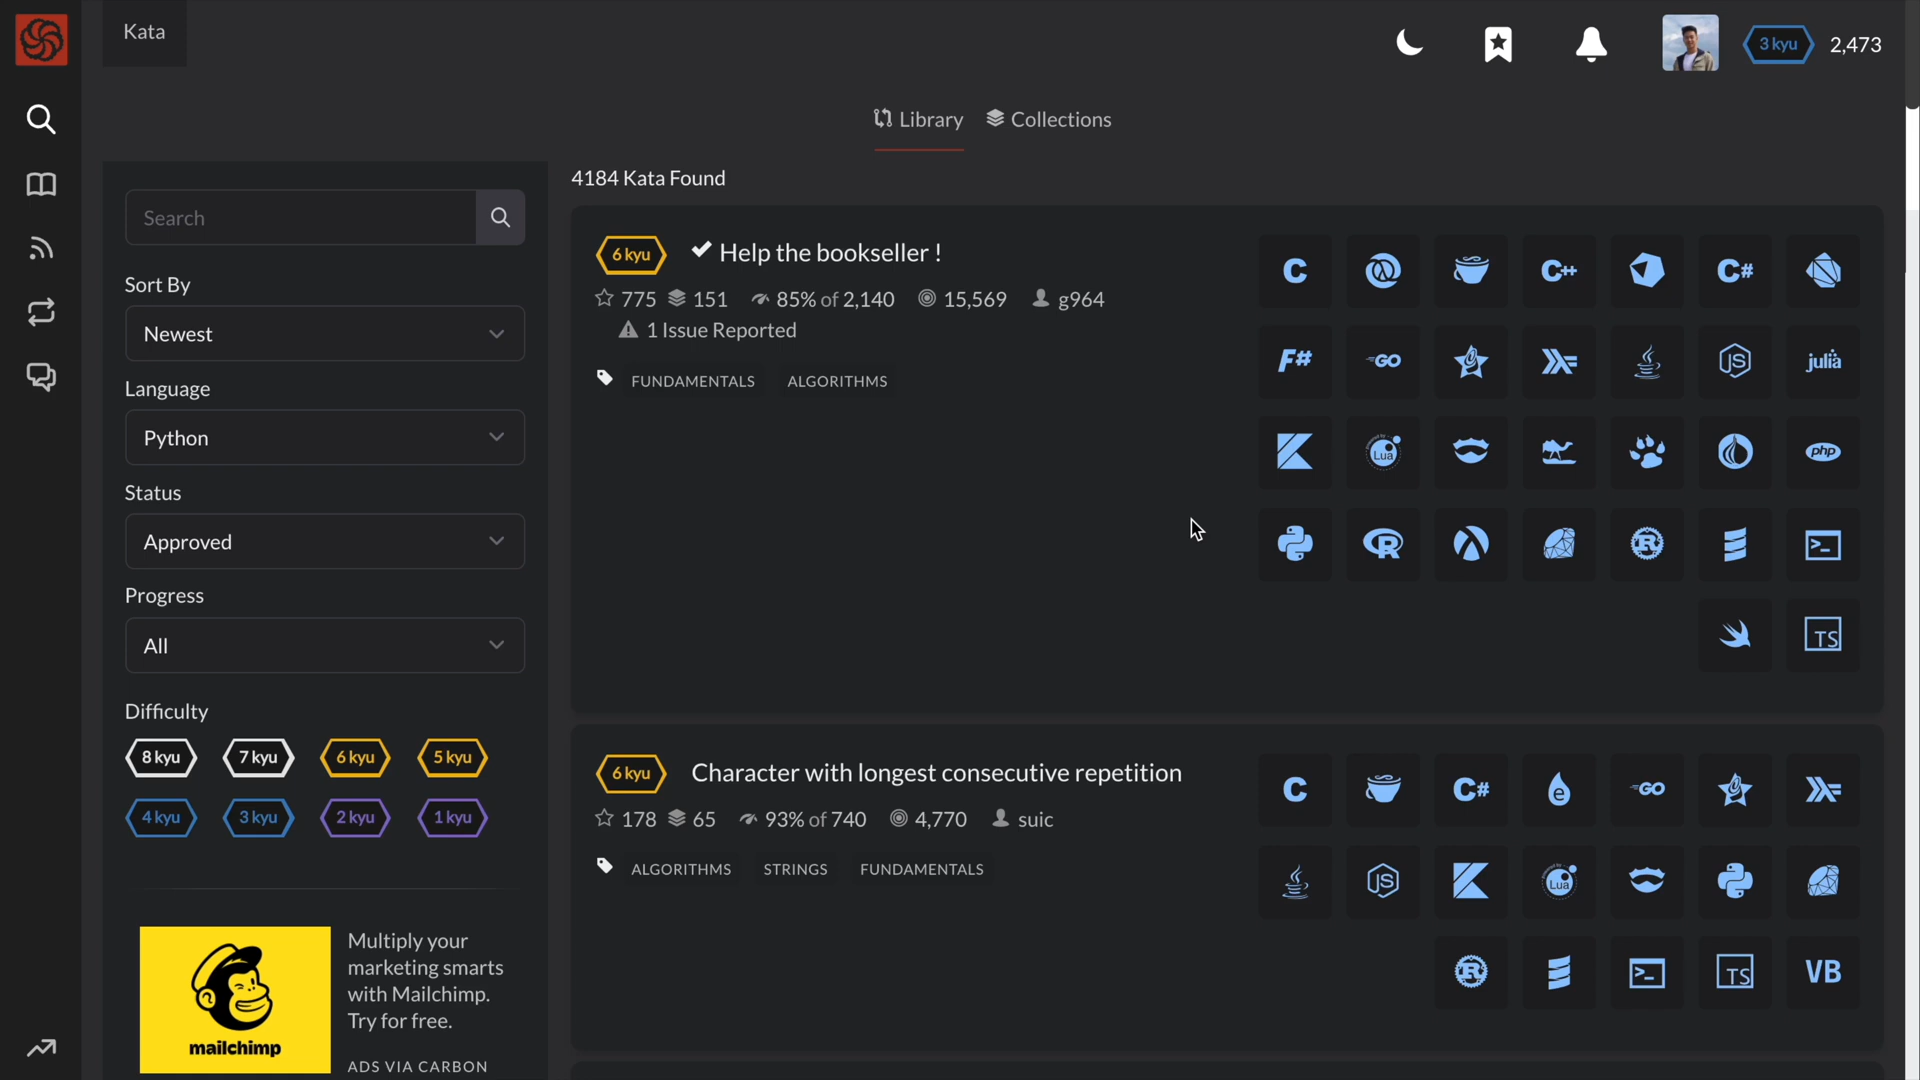 Kata
3 kyu 2,473
Library Collections
4184 Kata Found
Search
Sort By
Newest
Language
Python
Status
Approved
Progress
All
Difficulty
8 kyu 7 kyu 6 kyu 5 kyu
4 kyu 3 kyu 2 kyu 1 kyu
mailchimp
Multiply your
marketing smarts
with Mailchimp.
Try for free.
ADS VIA CARBON
6 kyu Help the bookseller !
775 151 85% of 2,140 15,569 g964
1 Issue Reported
FUNDAMENTALS ALGORITHMS
C C++ C#
F# GO JS julia
Lua php
R R >_
TS
6 kyu Character with longest consecutive repetition
178 65 93% of 740 4,770 suic
ALGORITHMS STRINGS FUNDAMENTALS
C C# e GO
JS Lua
R >_ TS VB